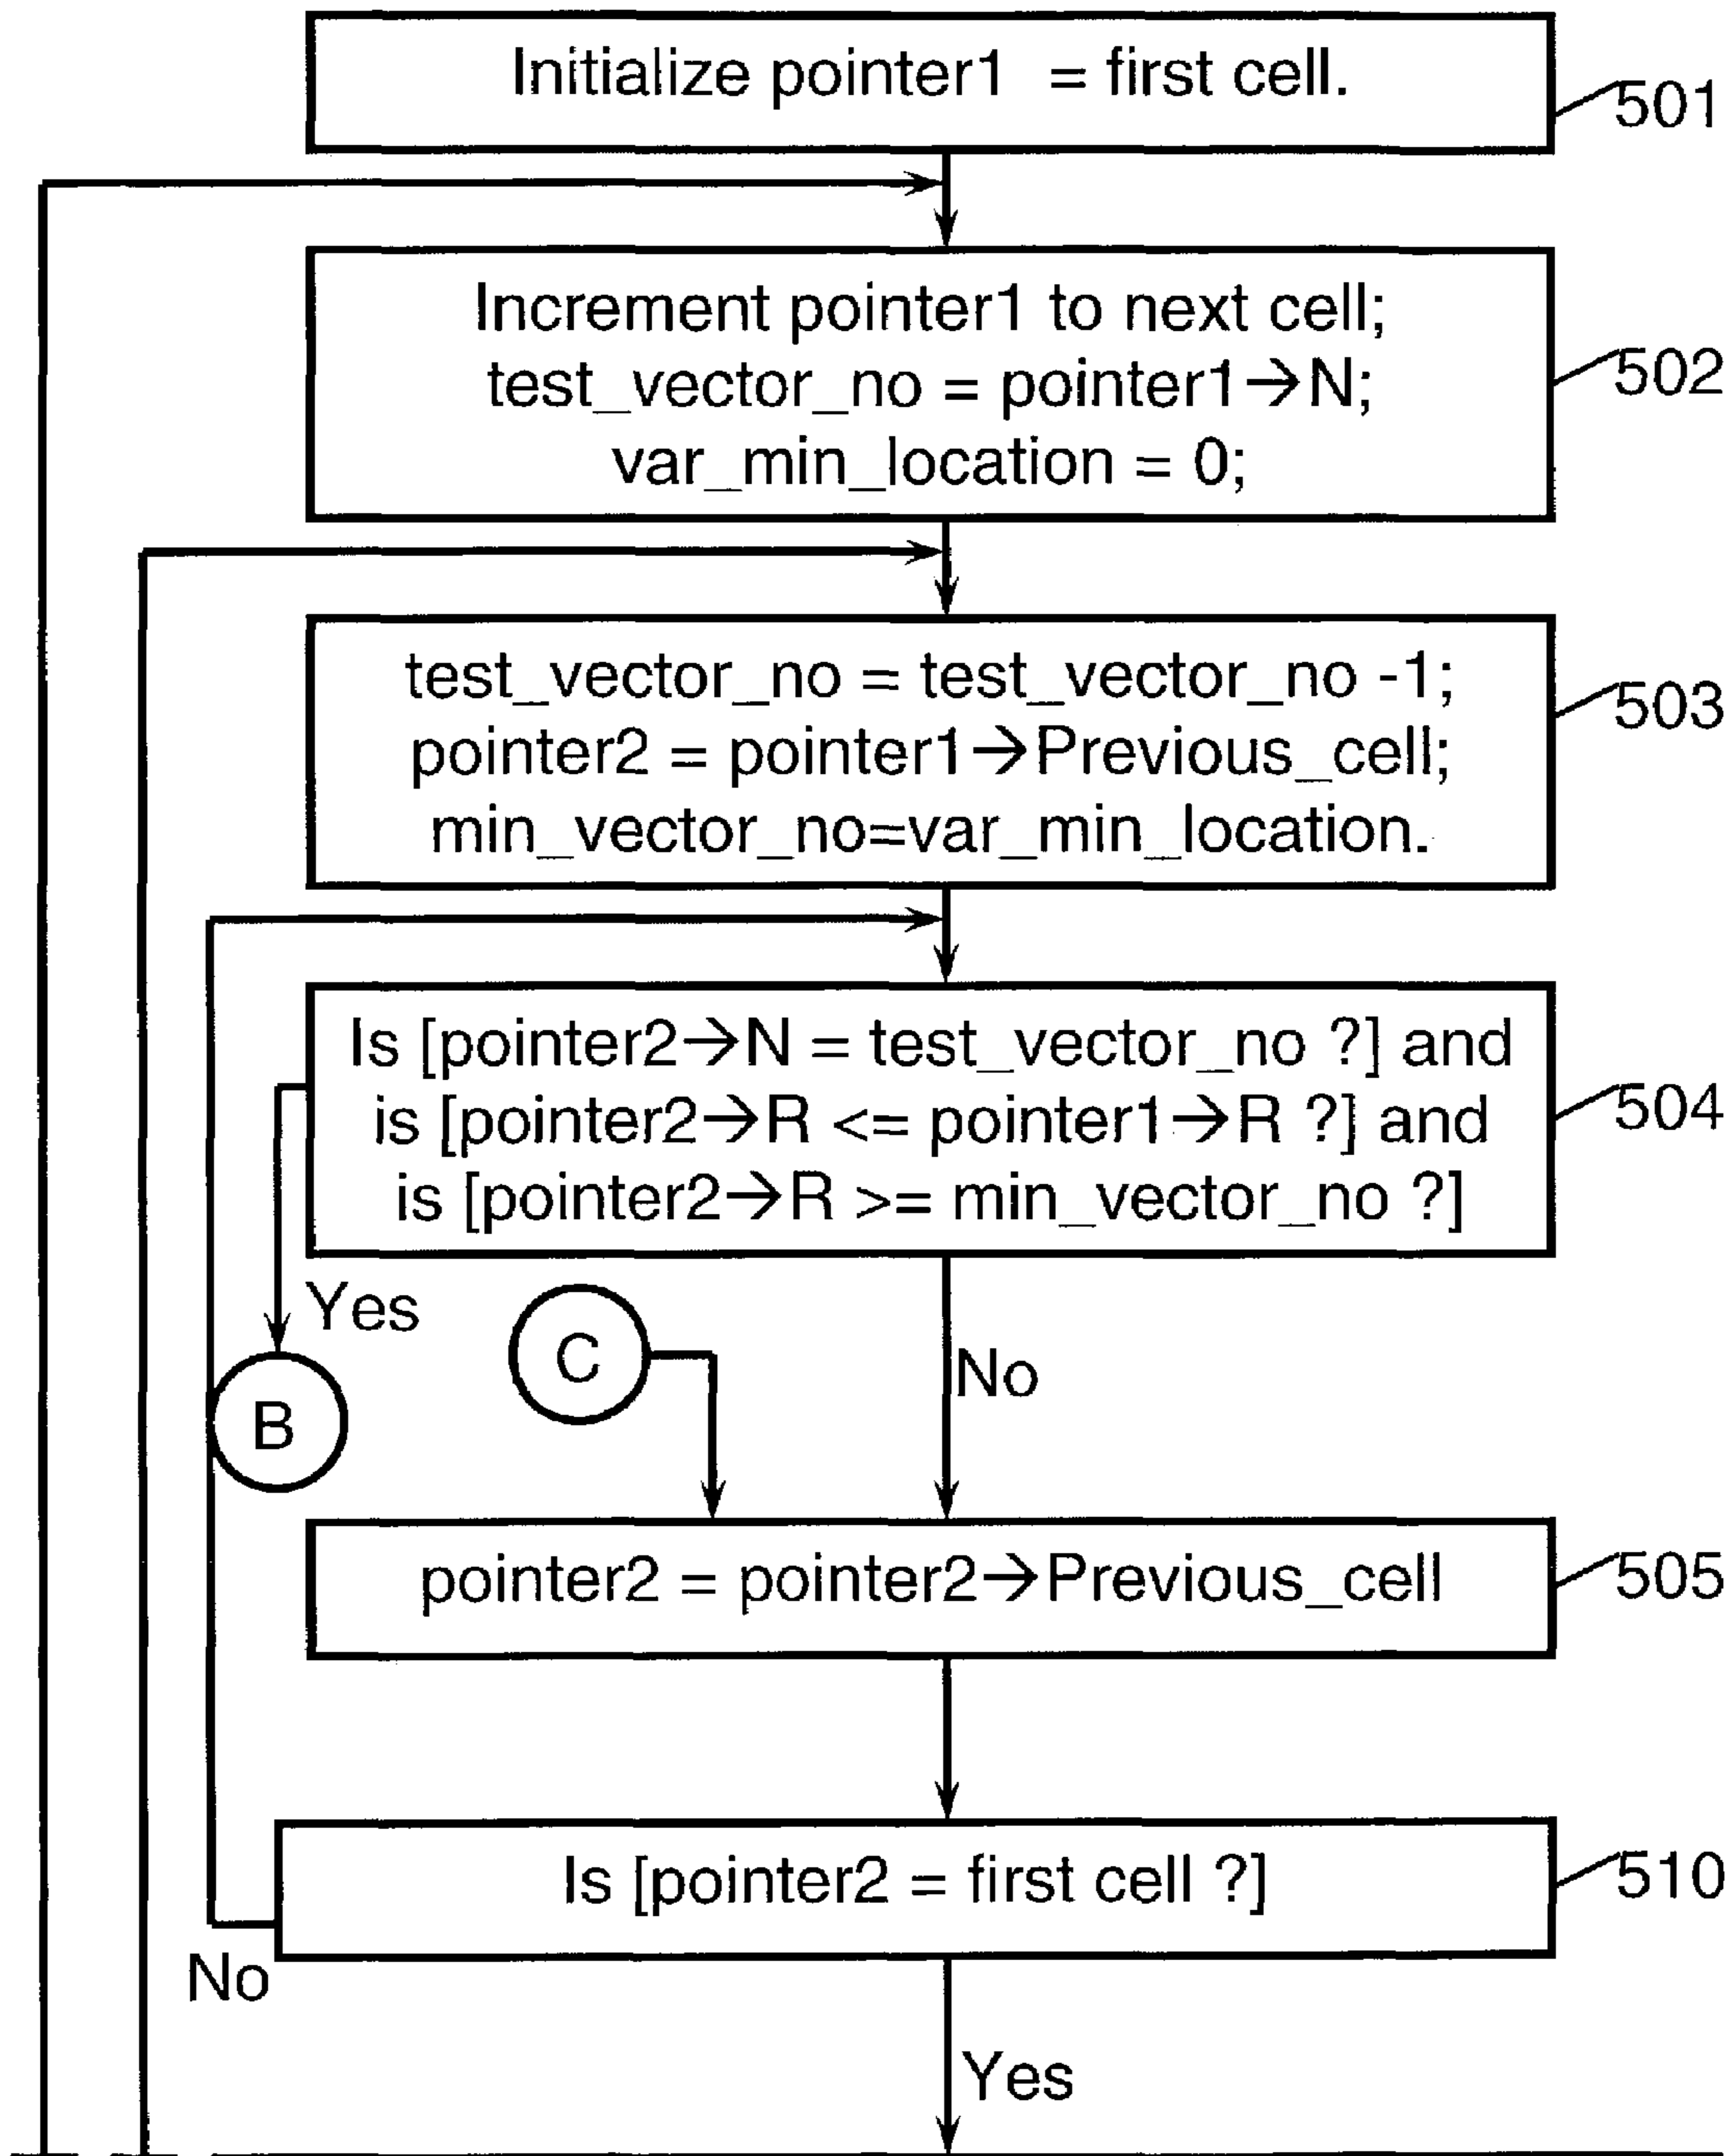 Initialize pointer1 = first cell.
501
Increment pointer1 to next cell;
test_vector_no = pointer1→N;
var_min_location = 0;
502
test_vector_no = test_vector_no -1;
pointer2 = pointer1→Previous_cell;
min_vector_no=var_min_location.
503
Is [pointer2→N = test_vector_no ?] and
is [pointer2→R <= pointer1→R ?] and
is [pointer2→R >= min_vector_no ?]
504
Yes
B
C
No
pointer2 = pointer2→Previous_cell
505
Is [pointer2 = first cell ?]
510
No
Yes